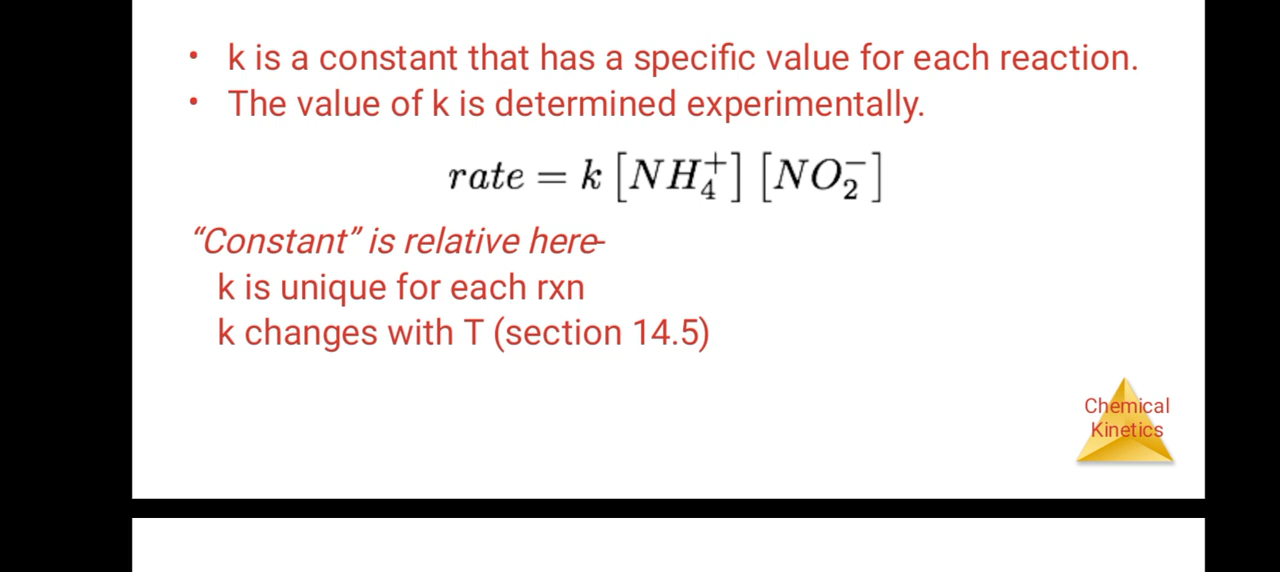 • k is a constant that has a specific value for each reaction.
• The value of k is determined experimentally.
rate = k [NH₄⁺] [NO₂⁻]
“Constant” is relative here-
k is unique for each rxn
k changes with T (section 14.5)
Chemical
Kinetics